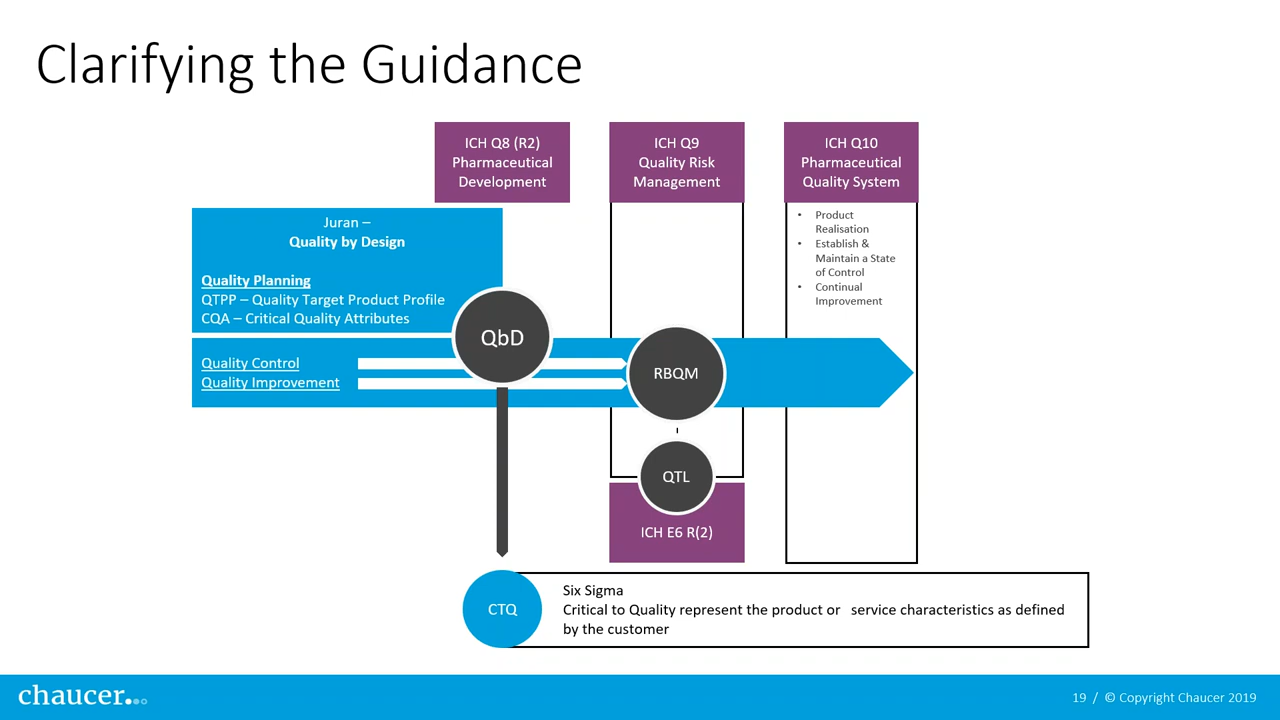 Clarifying the Guidance
ICH Q8 (R2)
Pharmaceutical
Development
ICH Q9
Quality Risk
Management
ICH Q10
Pharmaceutical
Quality System
Juran –
Quality by Design
Quality Planning
QTPP – Quality Target Product Profile
CQA – Critical Quality Attributes
• Product
Realisation
• Establish &
Maintain a State
of Control
• Continual
Improvement
QbD
Quality Control
Quality Improvement
RBQM
QTL
ICH E6 R(2)
CTQ
Six Sigma
Critical to Quality represent the product or service characteristics as defined
by the customer
chaucer
19 / © Copyright Chaucer 2019